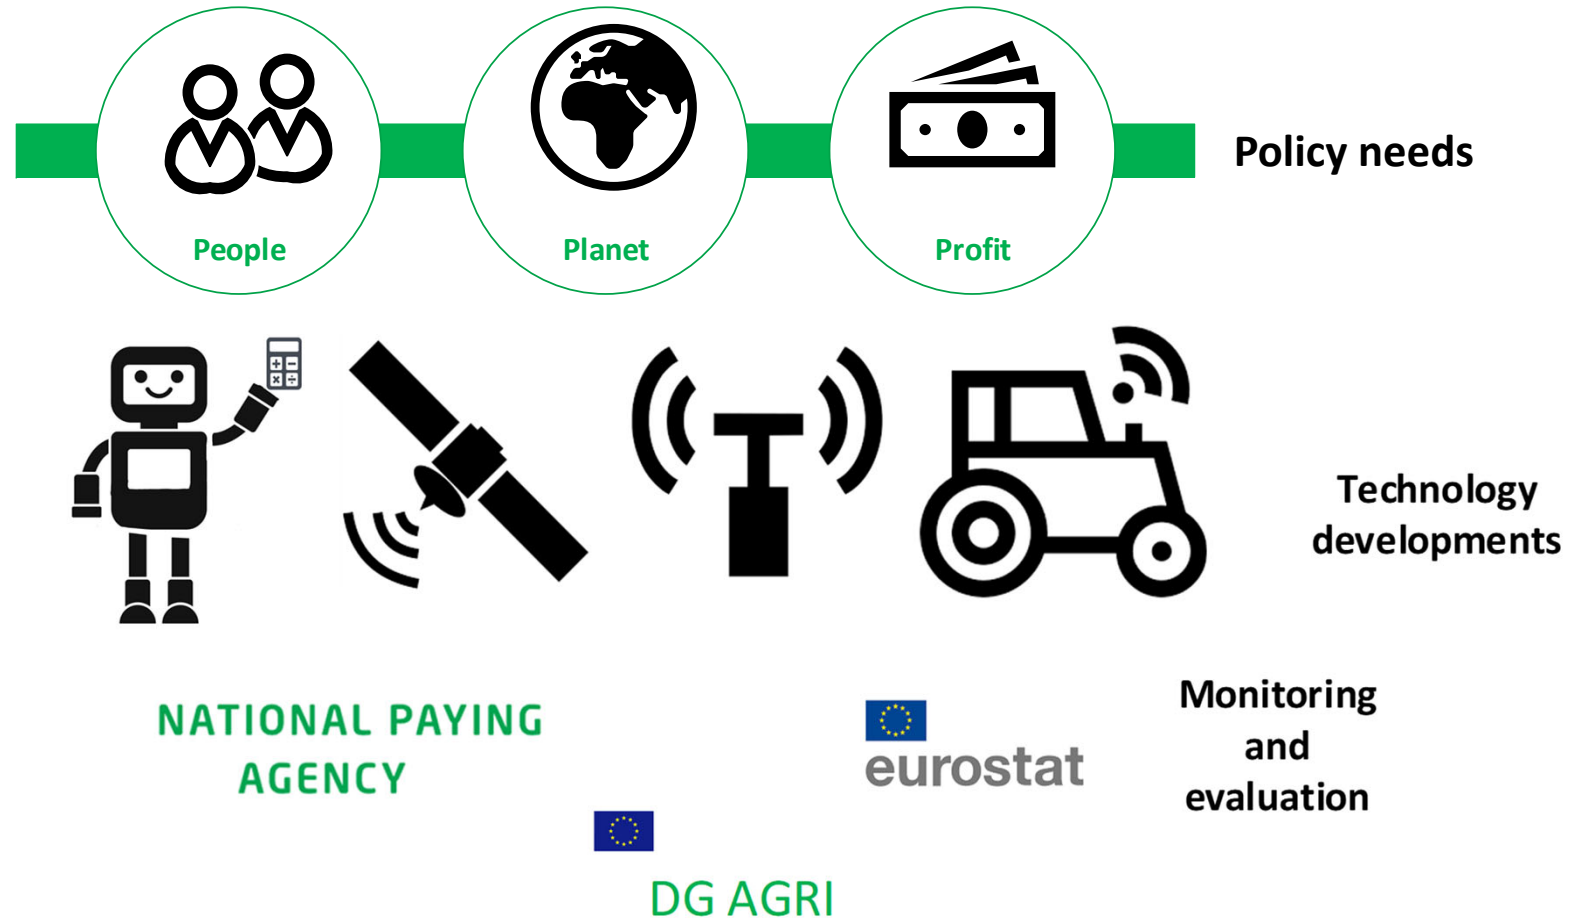 People
Planet
Profit
Policy needs
Technology
developments
NATIONAL PAYING
AGENCY
eurostat
DG AGRI
Monitoring
and
evaluation